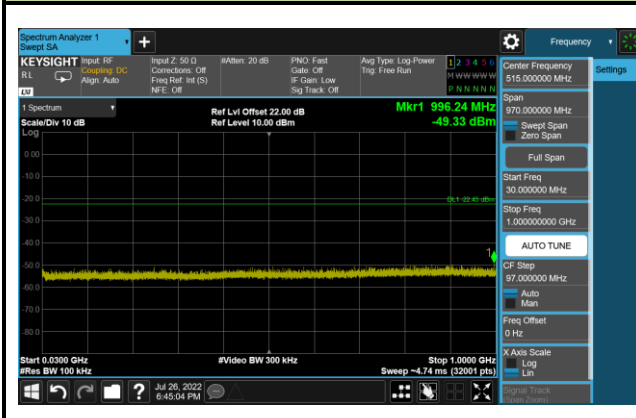 Spectrum Analyzer 1
Swept SA
Frequency
KEYSIGHT
RL
Input: RF
Coupling: DC
Align: Auto
Input Z: 50 Ω
Corrections: Off
Freq Ref: Int (S)
NFE: Off
#Atten: 20 dB
PNO: Fast
Gate: Off
IF Gain: Low
Sig Track: Off
Avg Type: Log-Power
Trig: Free Run
1 2 3 4 5 6
M W W W W W
P N N N N N
LXI
Center Frequency
515.000000 MHz
Settings
Span
970.000000 MHz
Swept Span
Zero Span
Full Span
Start Freq
30.000000 MHz
Stop Freq
1.000000000 GHz
AUTO TUNE
CF Step
97.000000 MHz
Auto
Man
Freq Offset
0 Hz
X Axis Scale
Log
Lin
Signal Track
(Span Zoom)
1 Spectrum
Scale/Div 10 dB
Log
Ref Lvl Offset 22.00 dB
Ref Level 10.00 dBm
Mkr1 996.24 MHz
-49.33 dBm
0.00
-10.0
-20.0
DL1 -22.43 dBm
-30.0
-40.0
1
-50.0
-60.0
-70.0
-80.0
Start 0.0300 GHz
#Res BW 100 kHz
#Video BW 300 kHz
Stop 1.0000 GHz
Sweep ~4.74 ms (32001 pts)
Jul 26, 2022
6:45:04 PM